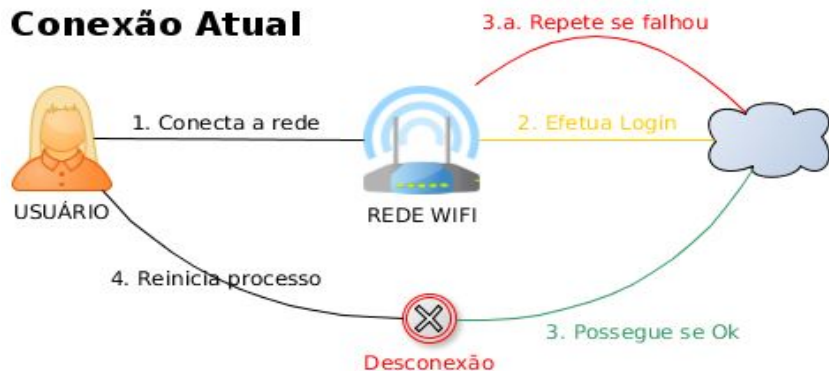 Conexão Atual
3.a. Repete se falhou
1. Conecta a rede
2. Efetua Login
USUÁRIO
REDE WIFI
4. Reinicia processo
3. Possegue se Ok
Desconexão